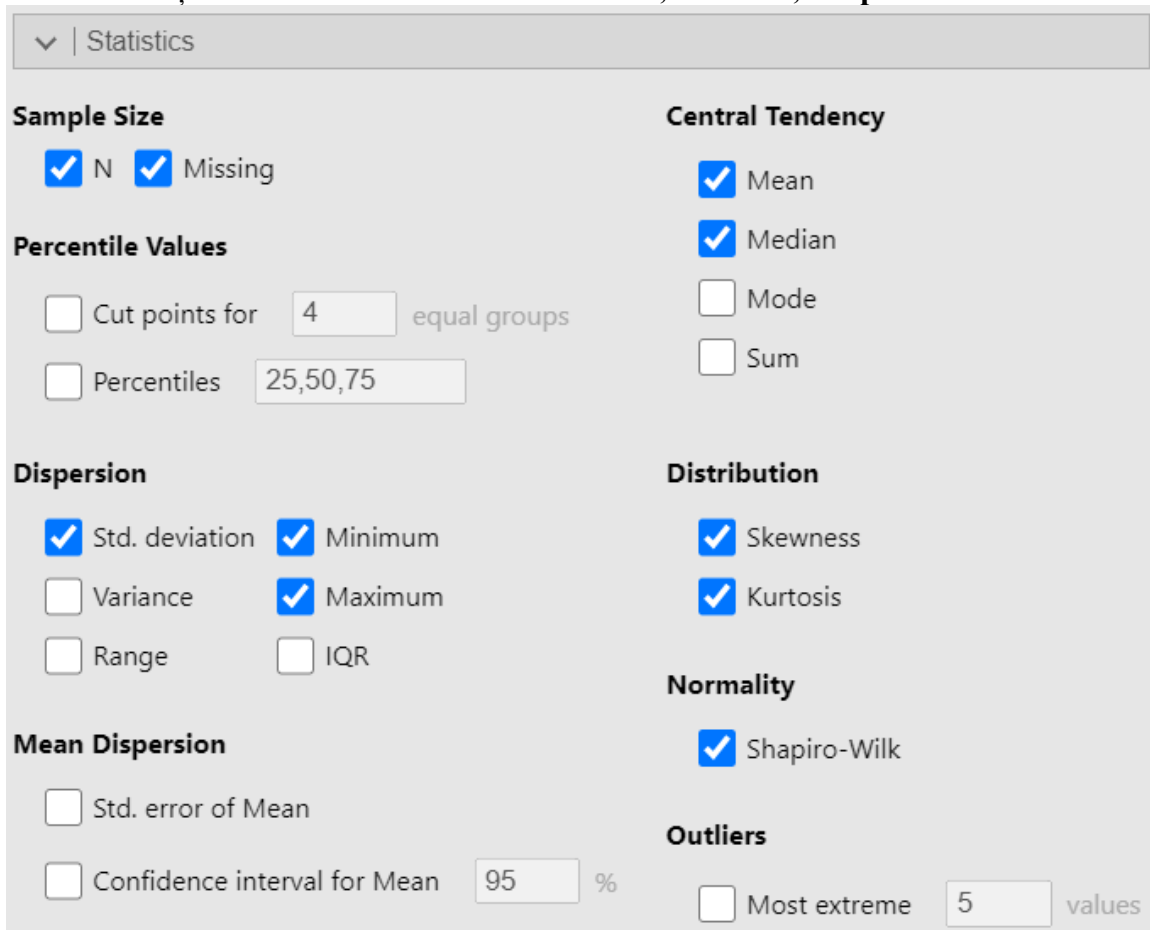 Statistics
Sample Size
N Missing
Percentile Values
Cut points for 4 equal groups
Percentiles 25,50,75
Dispersion
Std. deviation Minimum
Variance Maximum
Range IQR
Mean Dispersion
Std. error of Mean
Confidence interval for Mean 95 %
Central Tendency
Mean
Median
Mode
Sum
Distribution
Skewness
Kurtosis
Normality
Shapiro-Wilk
Outliers
Most extreme 5 values